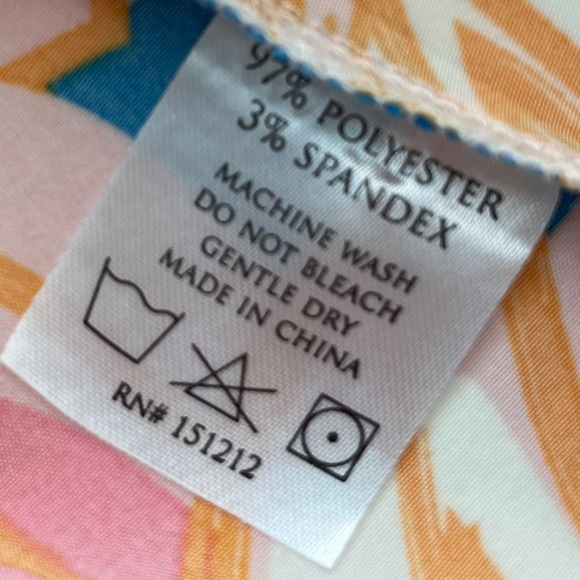 97% POLYESTER
3% SPANDEX
MACHINE WASH
DO NOT BLEACH
GENTLE DRY
MADE IN CHINA
RN# 151212